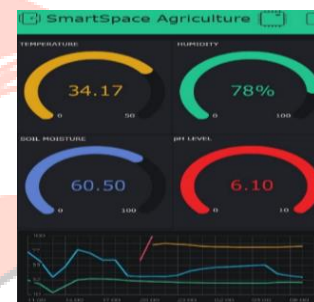 SmartSpace Agriculture
TEMPERATURE
HUMIDITY
34.17
78%
0 50
0 100
SOIL MOISTURE
pH LEVEL
60.50
6.10
0 100
0 10